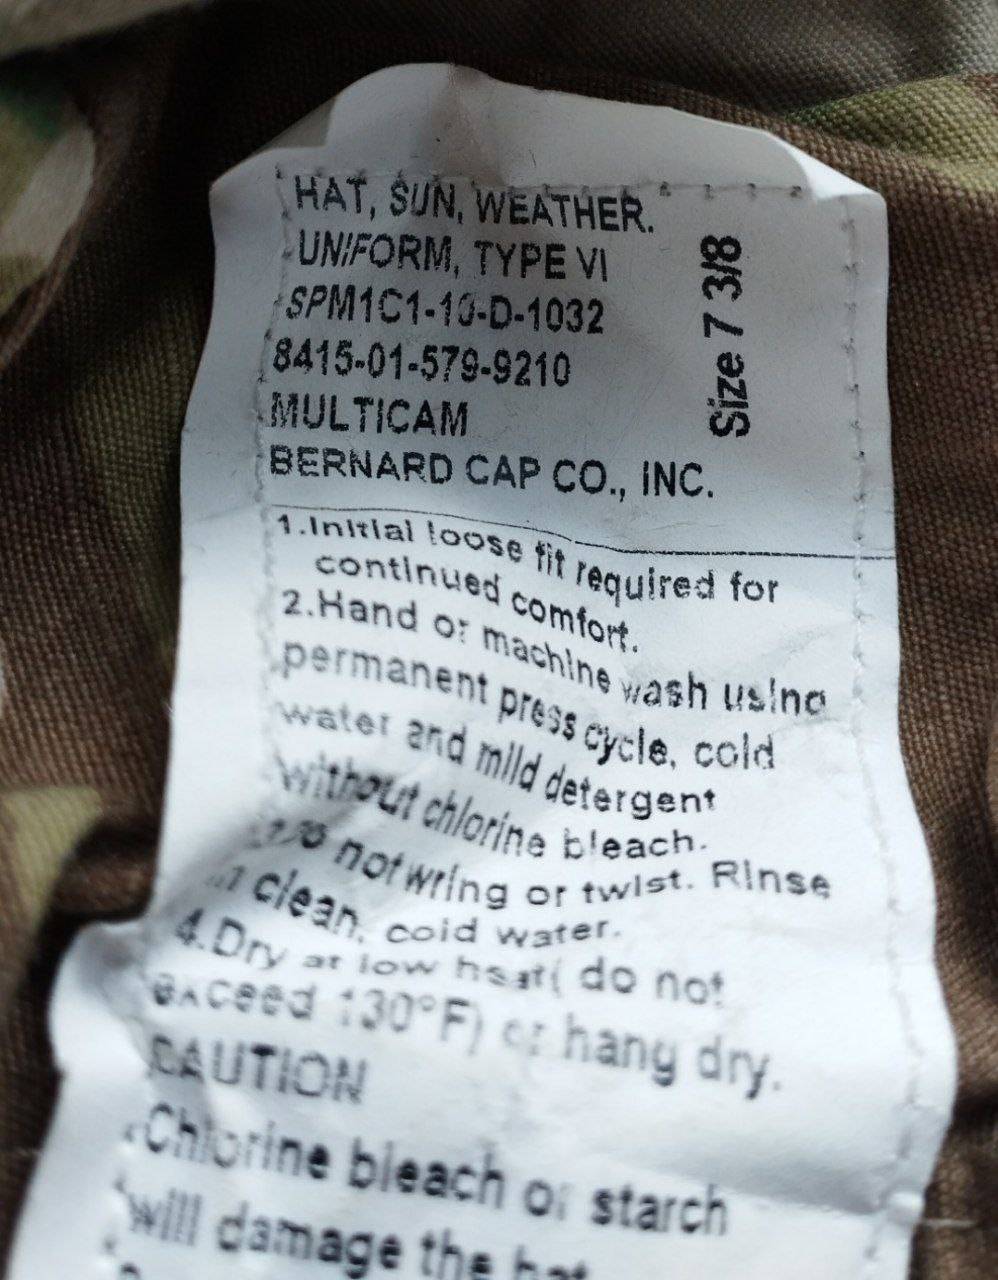 HAT, SUN, WEATHER.
UNIFORM, TYPE VI
SPM1C1-10-D-1032
8415-01-579-9210
MULTICAM
BERNARD CAP CO., INC.
Size 7 3/8
1.Initial loose fit required for
continued comfort.
2.Hand or machine wash using
permanent press cycle, cold
water and mild detergent
without chlorine bleach.
not wring or twist. Rinse
clean, cold water.
4.Dry at low heat( do not
exceed 130°F) or hang dry.
CAUTION
Chlorine bleach or starch
will damage the hat